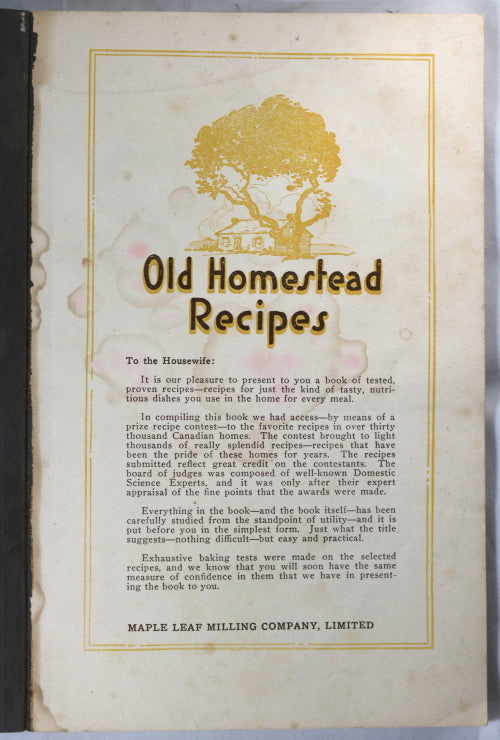 Old Homestead
Recipes
To the Housewife:
It is our pleasure to present to you a book of tested,
proven recipes—recipes for just the kind of tasty, nutri-
tious dishes you use in the home for every meal.
In compiling this book we had access—by means of a
prize recipe contest—to the favorite recipes in over thirty
thousand Canadian homes. The contest brought to light
thousands of really splendid recipes—recipes that have
been the pride of these homes for years. The recipes
submitted reflect great credit on the contestants. The
board of judges was composed of well-known Domestic
Science Experts, and it was only after their expert
appraisal of the fine points that the awards were made.
Everything in the book—and the book itself—has been
carefully studied from the standpoint of utility—and it is
put before you in the simplest form. Just what the title
suggests—nothing difficult—but easy and practical.
Exhaustive baking tests were made on the selected
recipes, and we know that you will soon have the same
measure of confidence in them that we have in present-
ing the book to you.
MAPLE LEAF MILLING COMPANY, LIMITED